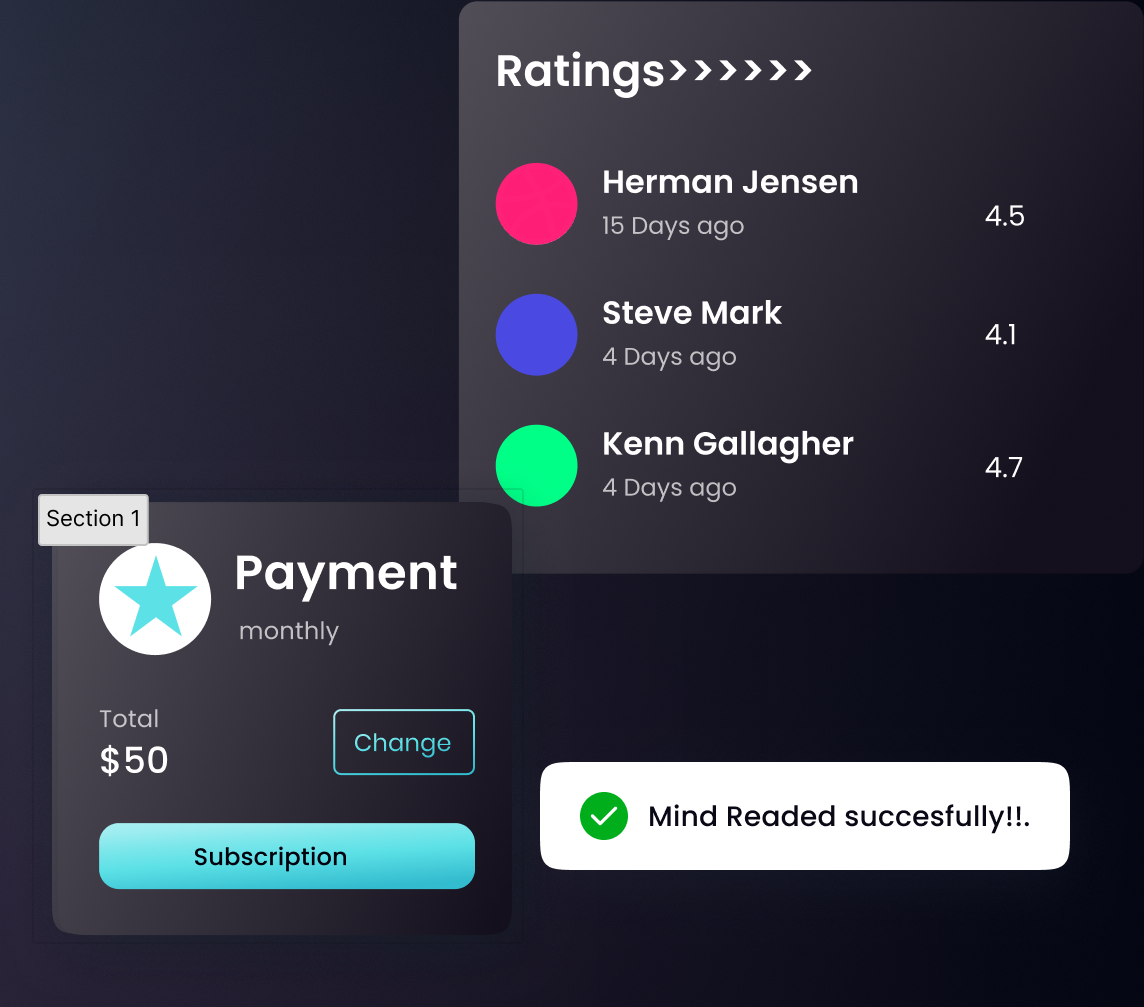 Ratings>>>>>>
Herman Jensen
15 Days ago
4.5
Steve Mark
4 Days ago
4.1
Kenn Gallagher
4 Days ago
4.7
Section 1
Payment
monthly
Total
$50
Change
Subscription
Mind Readed succesfully!!.